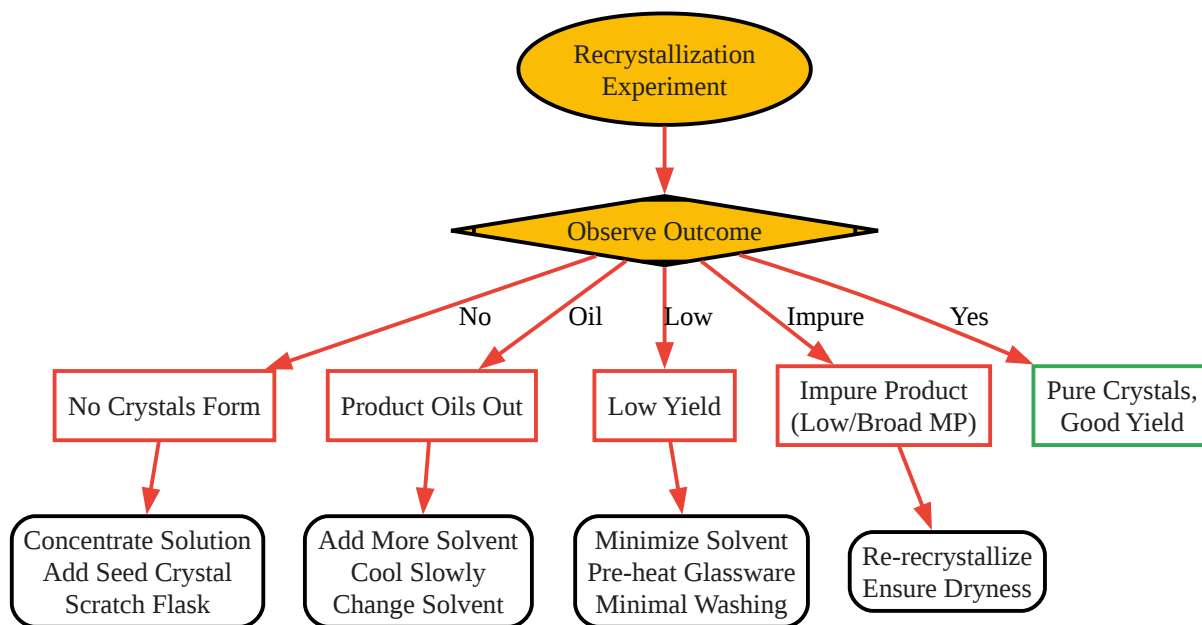 Recrystallization
Experiment
Observe Outcome
No
Oil
Low
Impure
Yes
No Crystals Form
Product Oils Out
Low Yield
Impure Product
(Low/Broad MP)
Pure Crystals,
Good Yield
Concentrate Solution
Add Seed Crystal
Scratch Flask
Add More Solvent
Cool Slowly
Change Solvent
Minimize Solvent
Pre-heat Glassware
Minimal Washing
Re-recrystallize
Ensure Dryness